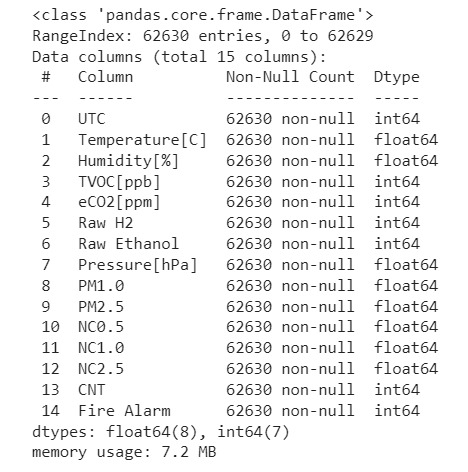 <class 'pandas.core.frame.DataFrame'>
RangeIndex: 62630 entries, 0 to 62629
Data columns (total 15 columns):
 #   Column          Non-Null Count  Dtype
---  ------          --------------  -----
 0   UTC             62630 non-null  int64
 1   Temperature[C]  62630 non-null  float64
 2   Humidity[%]     62630 non-null  float64
 3   TVOC[ppb]       62630 non-null  int64
 4   eCO2[ppm]       62630 non-null  int64
 5   Raw H2          62630 non-null  int64
 6   Raw Ethanol     62630 non-null  int64
 7   Pressure[hPa]   62630 non-null  float64
 8   PM1.0           62630 non-null  float64
 9   PM2.5           62630 non-null  float64
 10  NC0.5           62630 non-null  float64
 11  NC1.0           62630 non-null  float64
 12  NC2.5           62630 non-null  float64
 13  CNT             62630 non-null  int64
 14  Fire Alarm      62630 non-null  int64
dtypes: float64(8), int64(7)
memory usage: 7.2 MB